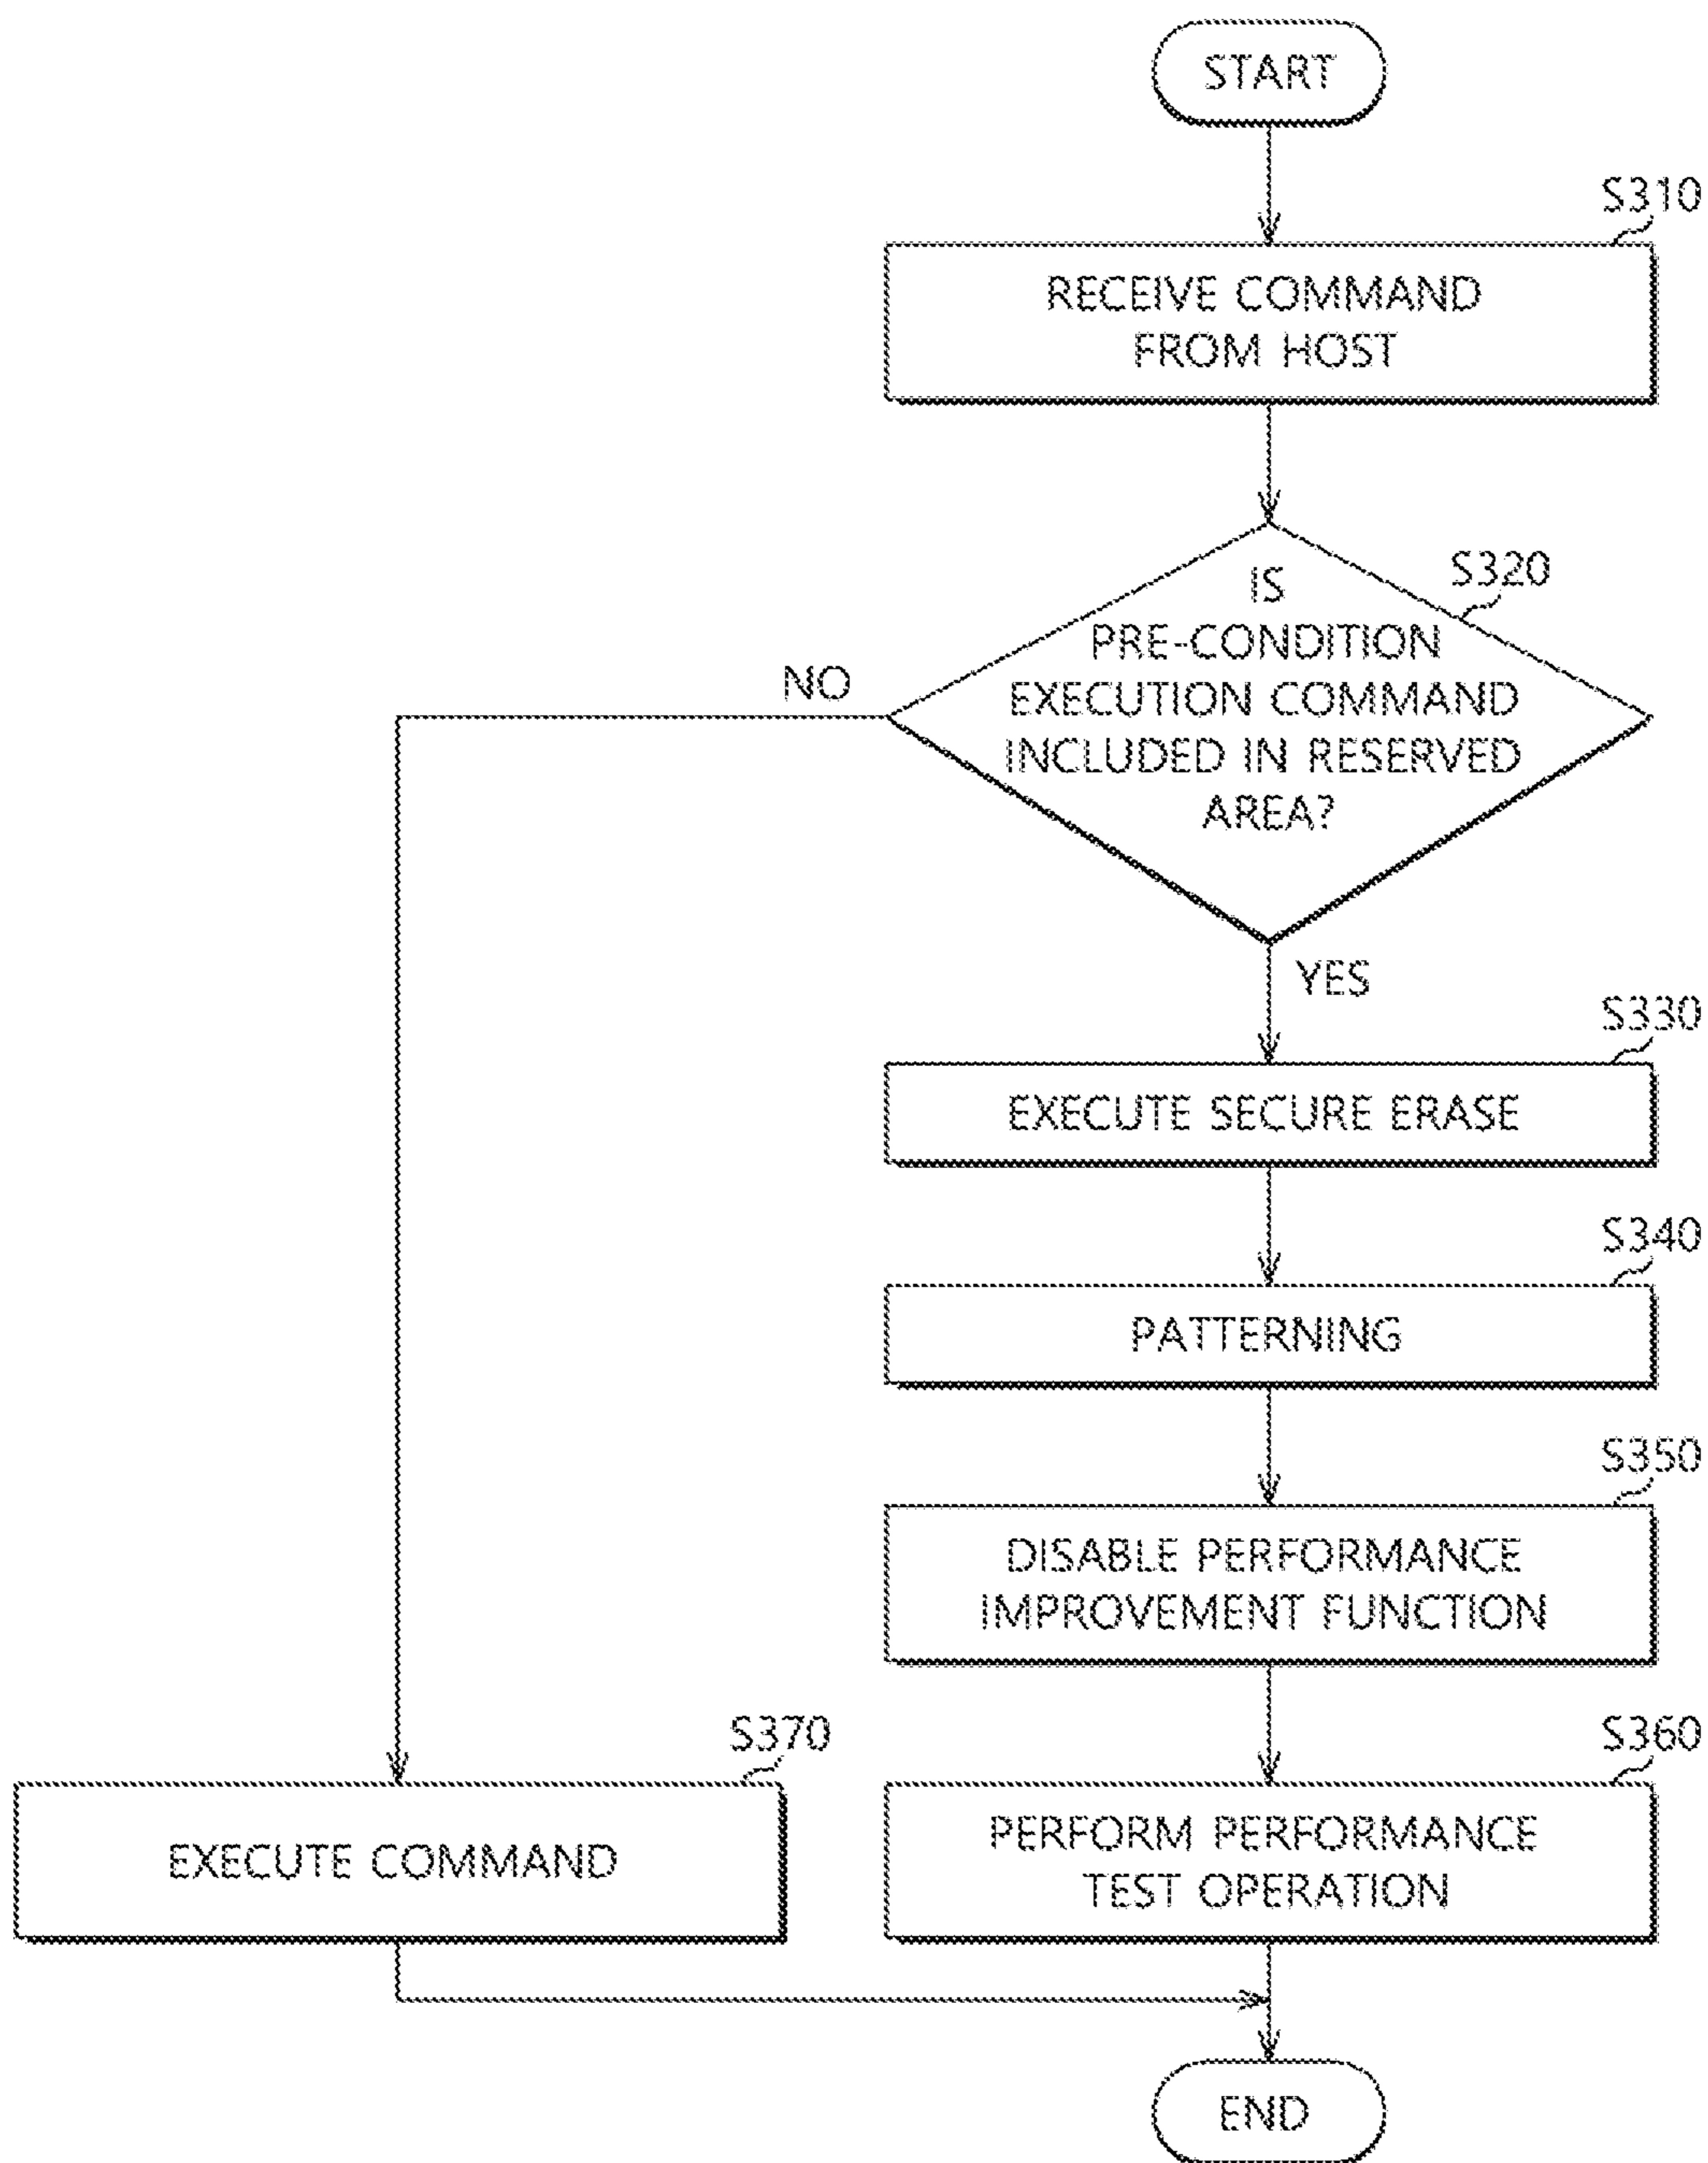 START
S310
RECEIVE COMMAND
FROM HOST
S320
IS
PRE-CONDITION
EXECUTION COMMAND
INCLUDED IN RESERVED
AREA?
NO
YES
S330
EXECUTE SECURE ERASE
S340
PATTERNING
S350
DISABLE PERFORMANCE
IMPROVEMENT FUNCTION
S370
EXECUTE COMMAND
S360
PERFORM PERFORMANCE
TEST OPERATION
END